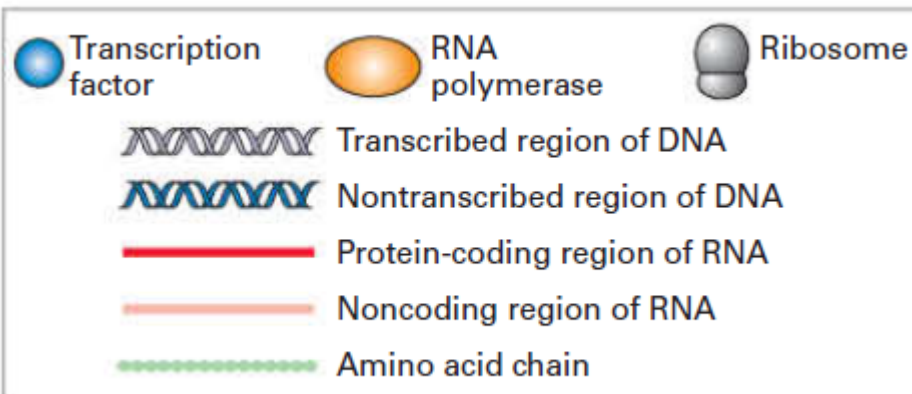 Transcription
factor
RNA
polymerase
Ribosome
Transcribed region of DNA
Nontranscribed region of DNA
Protein-coding region of RNA
Noncoding region of RNA
Amino acid chain